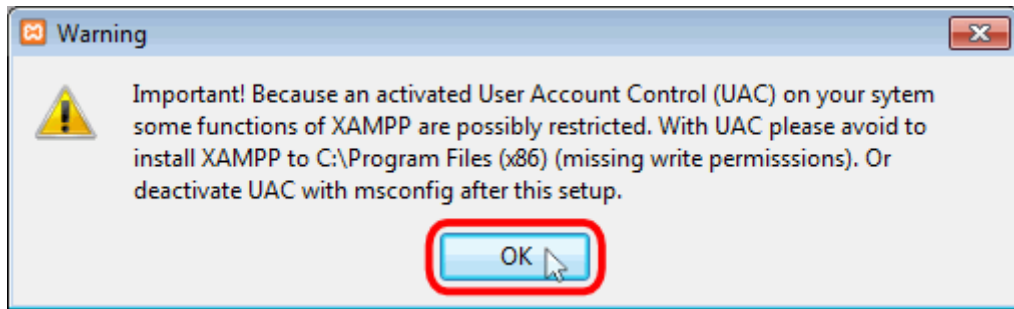 Warning
Important! Because an activated User Account Control (UAC) on your sytem
some functions of XAMPP are possibly restricted. With UAC please avoid to
install XAMPP to C:\Program Files (x86) (missing write permisssions). Or
deactivate UAC with msconfig after this setup.
OK